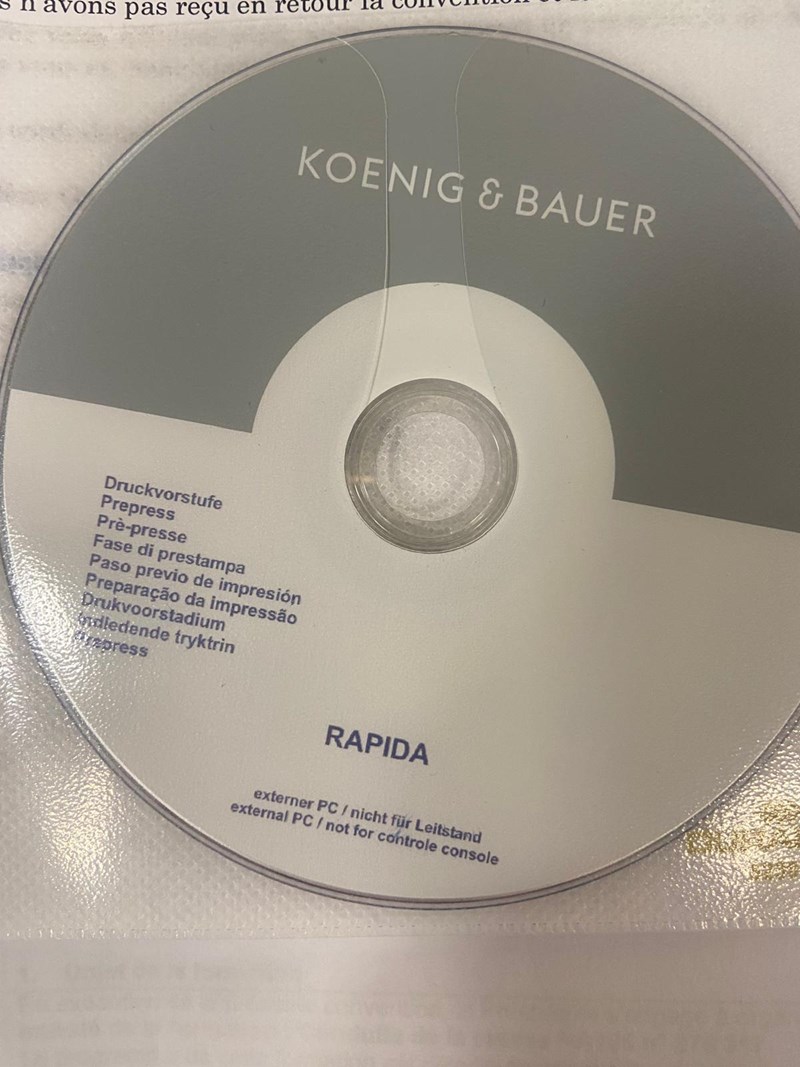 s n'avons pas reçu en retour la convention et
KOENIG & BAUER
Druckvorstufe
Prepress
Prè-presse
Fase di prestampa
Paso previo de impresión
Preparação da impressão
Drukvoorstadium
Indledende tryktrin
Prepress
RAPIDA
externer PC / nicht für Leitstand
external PC / not for controle console